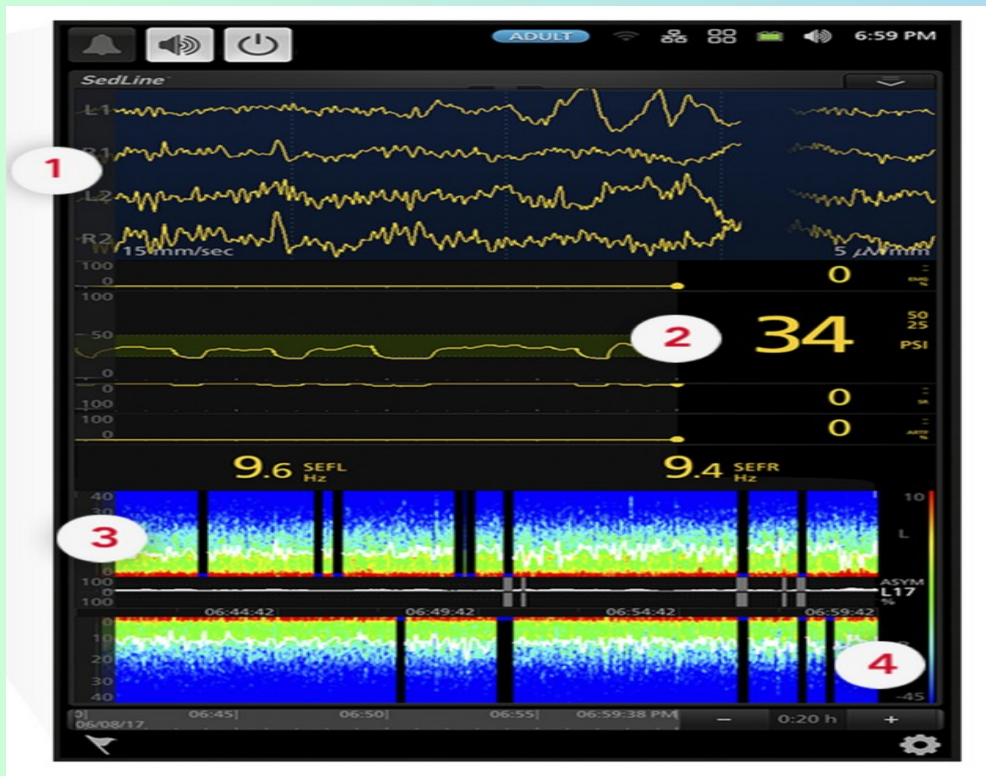 ADULT 6:59 PM
SedLine
L1
1
R1
L2
R2
15 mm/sec 5 µV/mm
100
0
0 EMG
%
100
50
0
2
34
50
25
PSI
0
100
0 SR
100
0
0 ARTF
%
9.6 SEFL
Hz
9.4 SEFR
Hz
40
30
3
0
10
L
100
0
100
ASYM
L17
%
06:44:42 06:49:42 06:54:42 06:59:42
0
10
20
30
40
4
-45
06:45 06:50 06:55 06:59:38 PM
06/08/17
− 0:20 h +